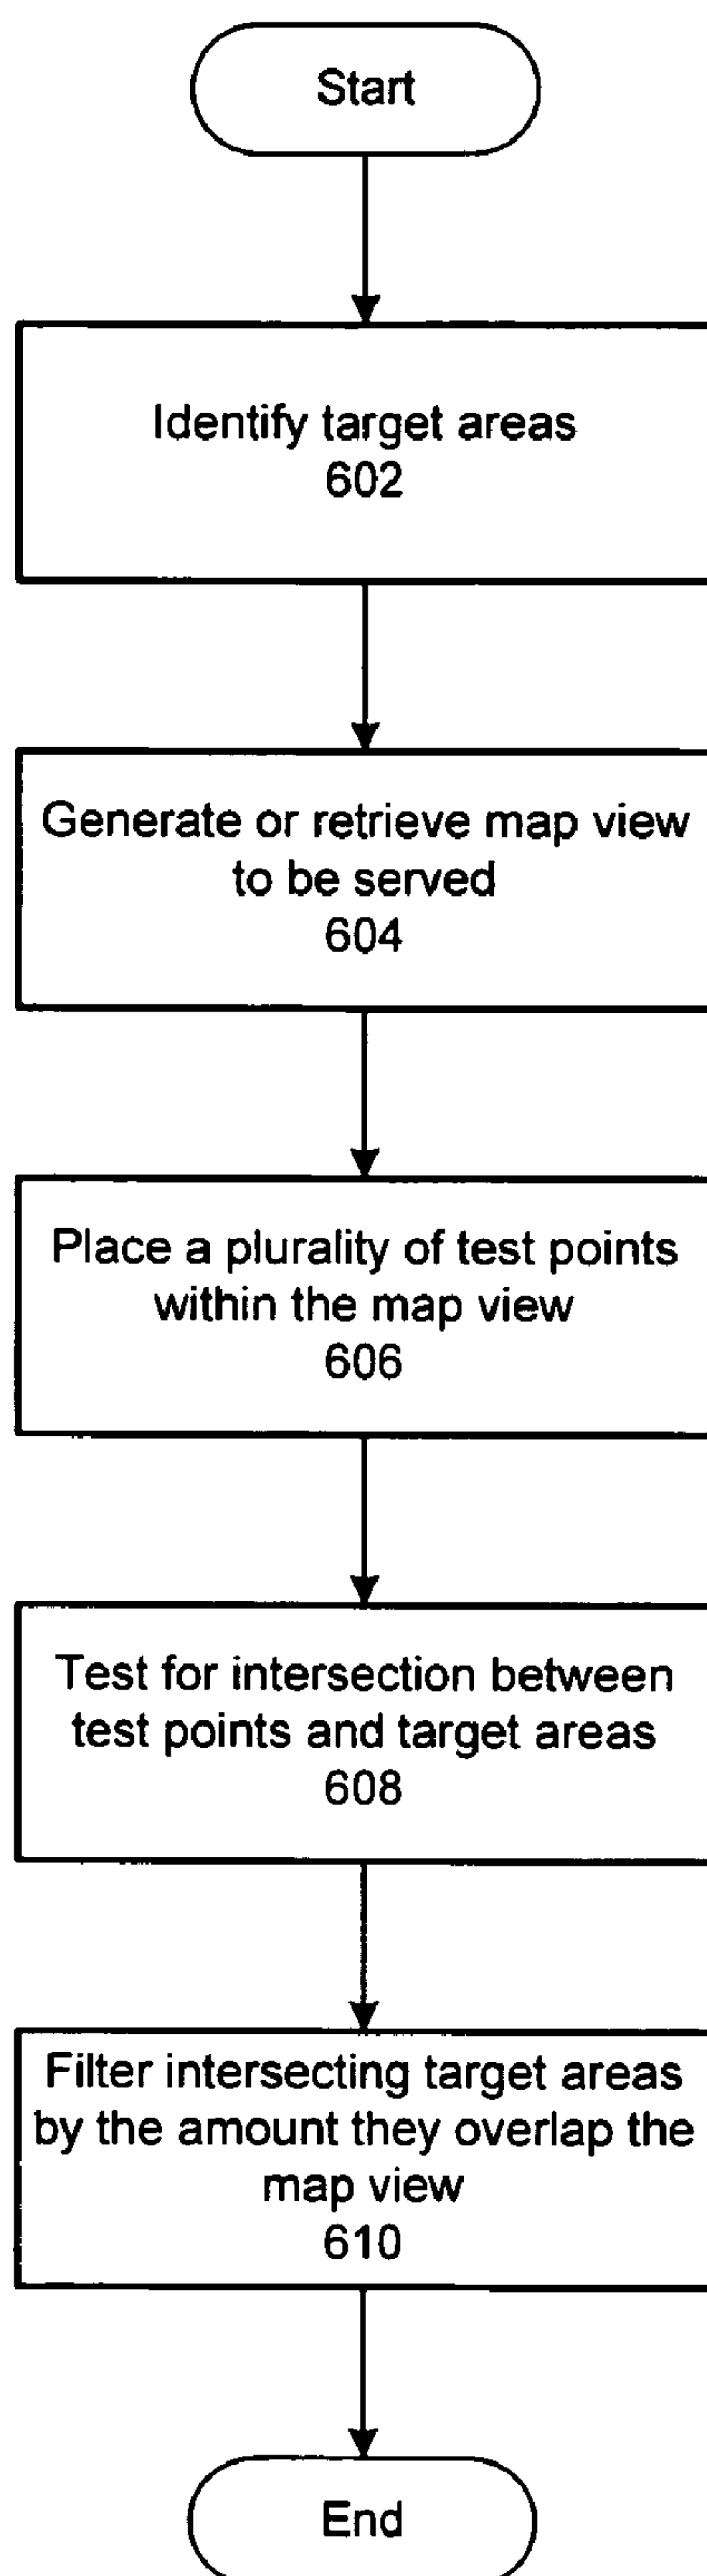 Start
Identify target areas
602
Generate or retrieve map view
to be served
604
Place a plurality of test points
within the map view
606
Test for intersection between
test points and target areas
608
Filter intersecting target areas
by the amount they overlap the
map view
610
End